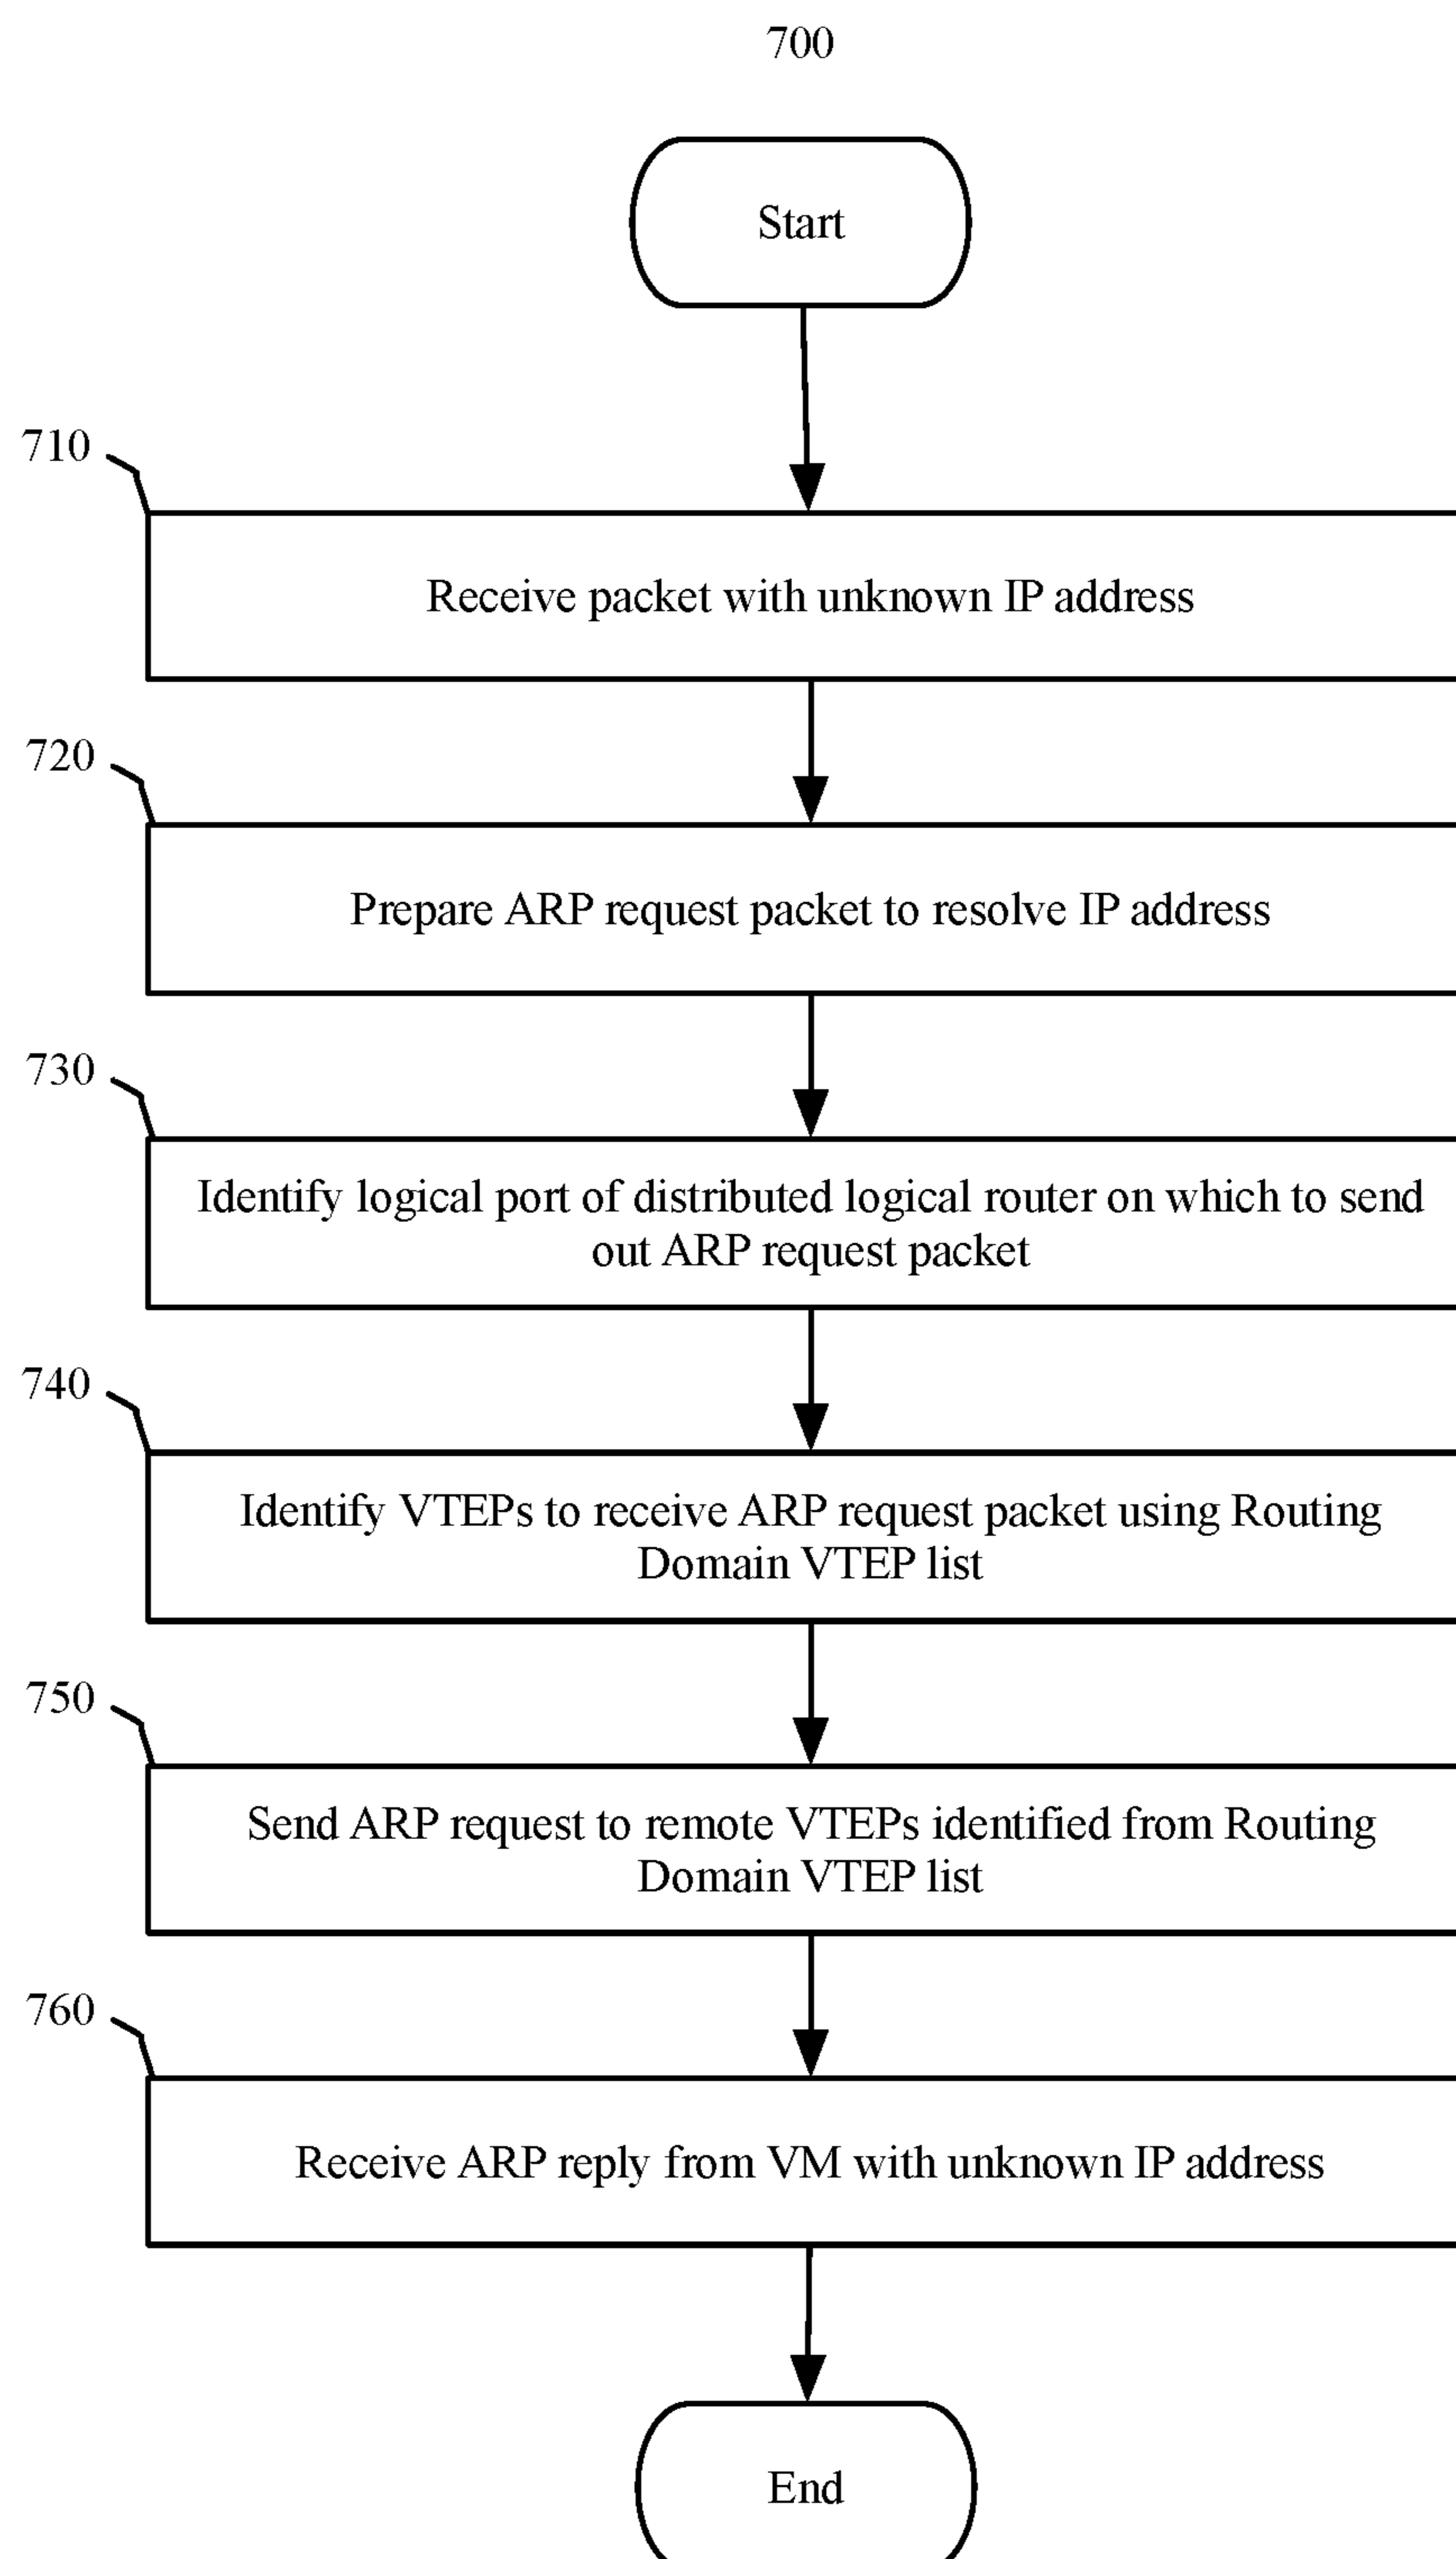 700
Start
710
Receive packet with unknown IP address
720
Prepare ARP request packet to resolve IP address
730
Identify logical port of distributed logical router on which to send
out ARP request packet
740
Identify VTEPs to receive ARP request packet using Routing
Domain VTEP list
750
Send ARP request to remote VTEPs identified from Routing
Domain VTEP list
760
Receive ARP reply from VM with unknown IP address
End